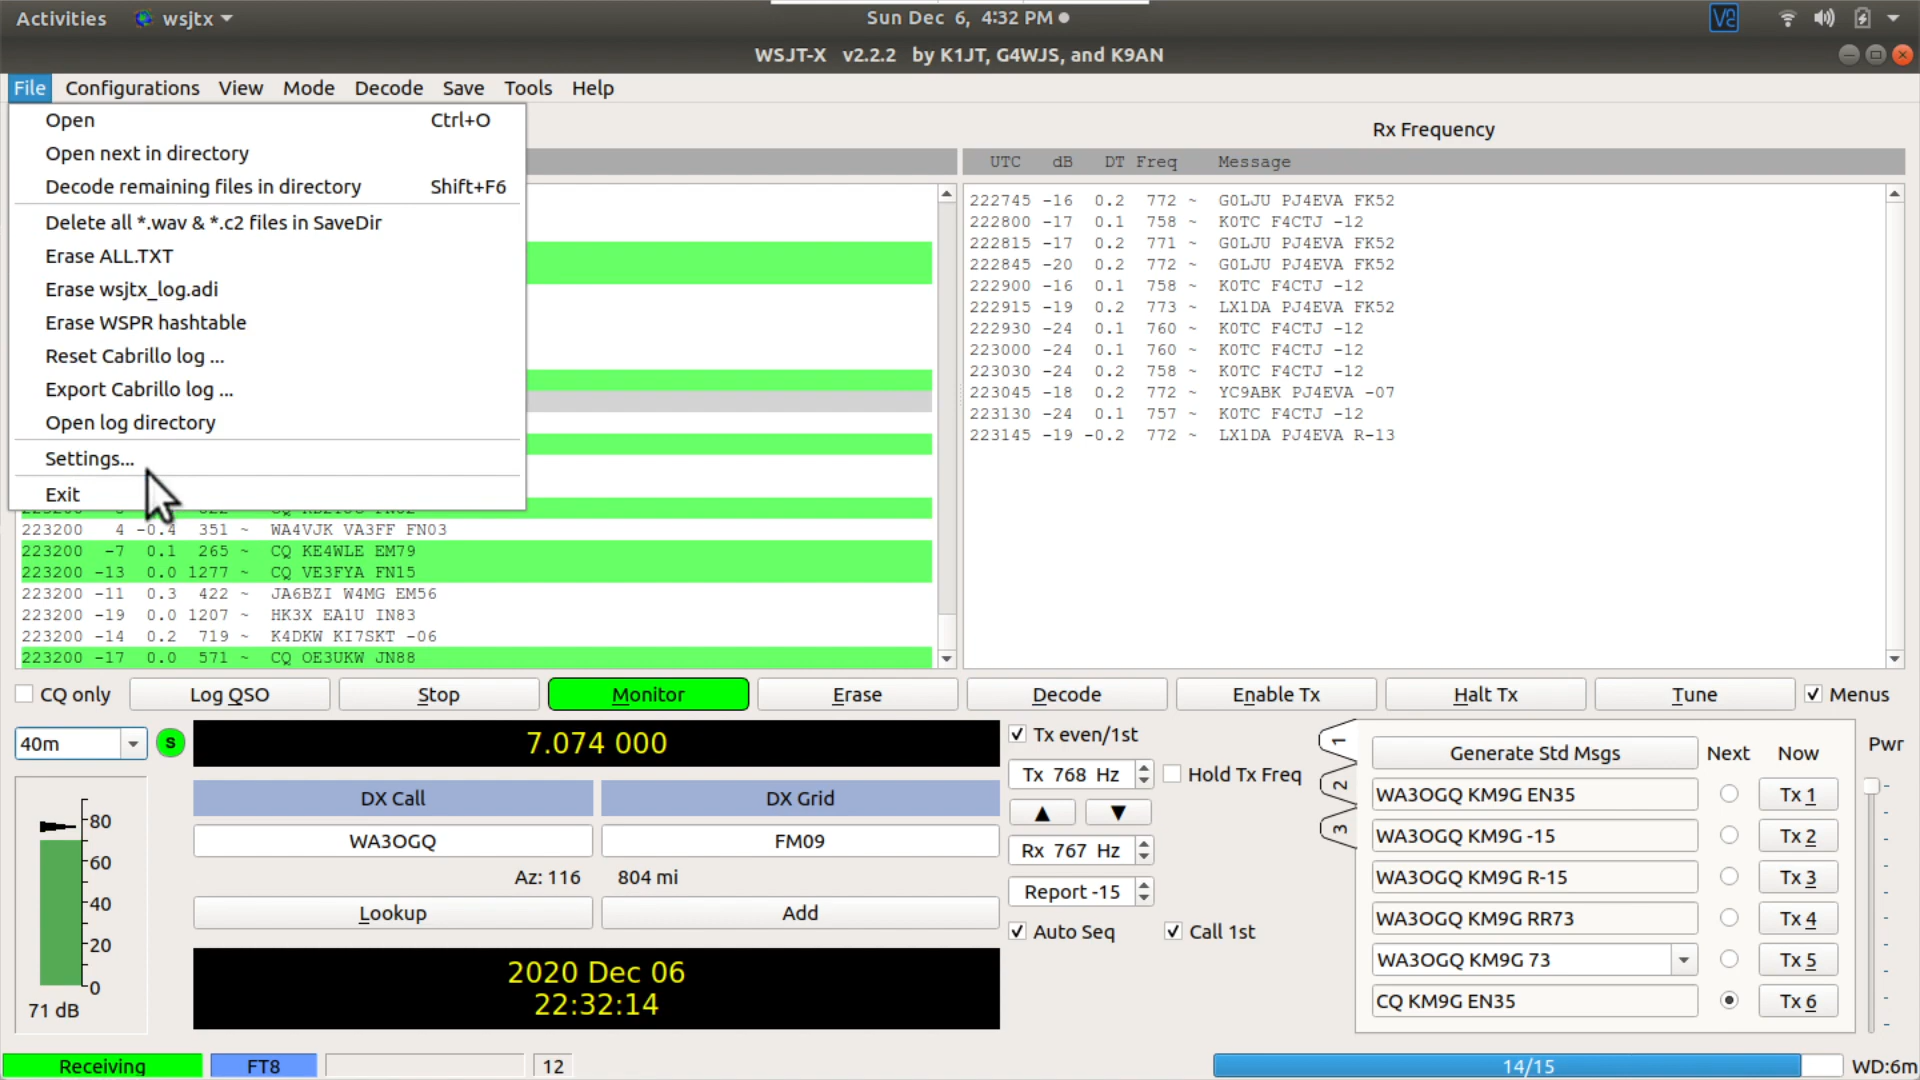 Activities wsjtx Sun Dec 6, 4:32 PM
WSJT-X v2.2.2 by K1JT, G4WJS, and K9AN
File Configurations View Mode Decode Save Tools Help
Open Ctrl+O
Open next in directory
Decode remaining files in directory Shift+F6
Delete all *.wav & *.c2 files in SaveDir
Erase ALL.TXT
Erase wsjtx_log.adi
Erase WSPR hashtable
Reset Cabrillo log ...
Export Cabrillo log ...
Open log directory
Settings...
Exit
223200 4 -0.4 351 ~ WA4VJK VA3FF FN03
223200 -7 0.1 265 ~ CQ KE4WLE EM79
223200 -13 0.0 1277 ~ CQ VE3FYA FN15
223200 -11 0.3 422 ~ JA6BZI W4MG EM56
223200 -19 0.0 1207 ~ HK3X EA1U IN83
223200 -14 0.2 719 ~ K4DKW KI7SKT -06
223200 -17 0.0 571 ~ CQ OE3UKW JN88
Rx Frequency
UTC dB DT Freq Message
222745 -16 0.2 772 ~ G0LJU PJ4EVA FK52
222800 -17 0.1 758 ~ K0TC F4CTJ -12
222815 -17 0.2 771 ~ G0LJU PJ4EVA FK52
222845 -20 0.2 772 ~ G0LJU PJ4EVA FK52
222900 -16 0.1 758 ~ K0TC F4CTJ -12
222915 -19 0.2 773 ~ LX1DA PJ4EVA FK52
222930 -24 0.1 760 ~ K0TC F4CTJ -12
223000 -24 0.1 760 ~ K0TC F4CTJ -12
223030 -24 0.2 758 ~ K0TC F4CTJ -12
223045 -18 0.2 772 ~ YC9ABK PJ4EVA -07
223130 -24 0.1 757 ~ K0TC F4CTJ -12
223145 -19 -0.2 772 ~ LX1DA PJ4EVA R-13
CQ only Log QSO Stop Monitor Erase Decode Enable Tx Halt Tx Tune Menus
40m S 7.074 000
DX Call DX Grid
WA3OGQ FM09
Az: 116 804 mi
Lookup Add
2020 Dec 06
22:32:14
-80
-60
-40
-20
-0
71 dB
Tx even/1st
Tx 768 Hz Hold Tx Freq
▲ ▼
Rx 767 Hz
Report -15
Auto Seq Call 1st
1
2
3
Generate Std Msgs Next Now Pwr
WA3OGQ KM9G EN35 Tx 1
WA3OGQ KM9G -15 Tx 2
WA3OGQ KM9G R-15 Tx 3
WA3OGQ KM9G RR73 Tx 4
WA3OGQ KM9G 73 Tx 5
CQ KM9G EN35 Tx 6
Receiving FT8 12 14/15 WD:6m